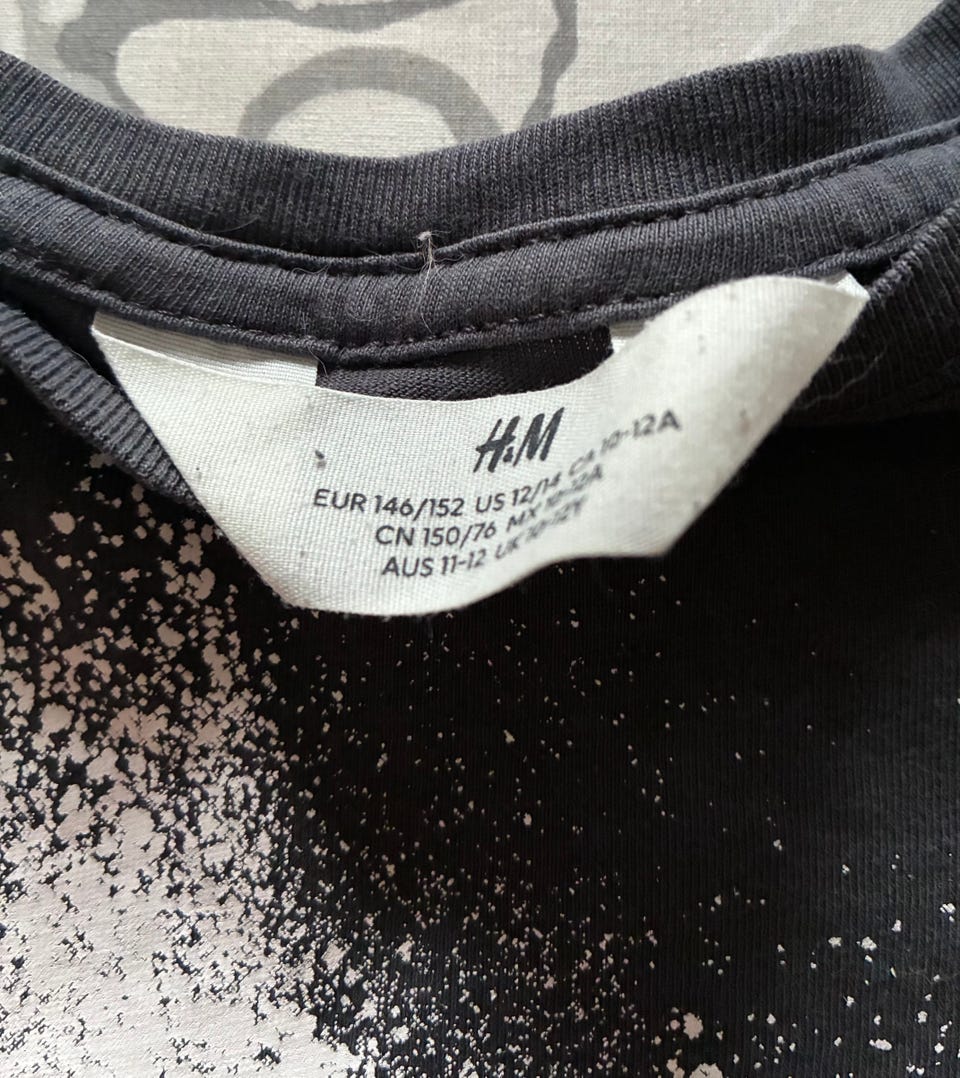 H&M
EUR 146/152 US 12/14 CA 10-12A
CN 150/76 MX 10-12A
AUS 11-12 UK 10-12Y